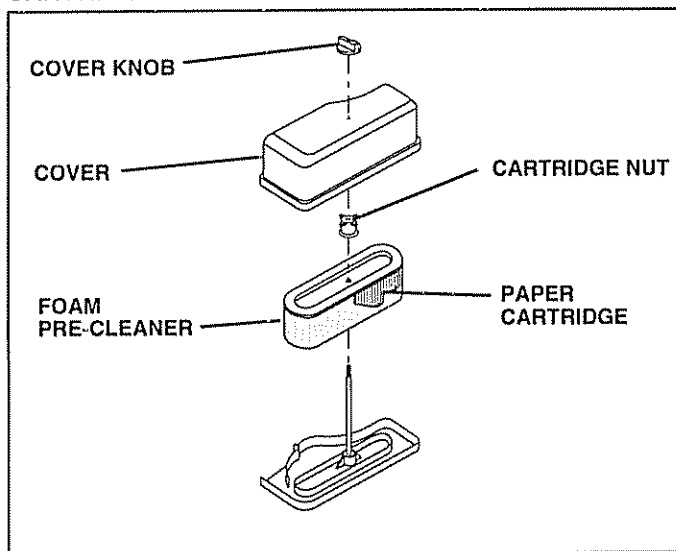 COVER KNOB
COVER
CARTRIDGE NUT
FOAM
PRE-CLEANER
PAPER
CARTRIDGE